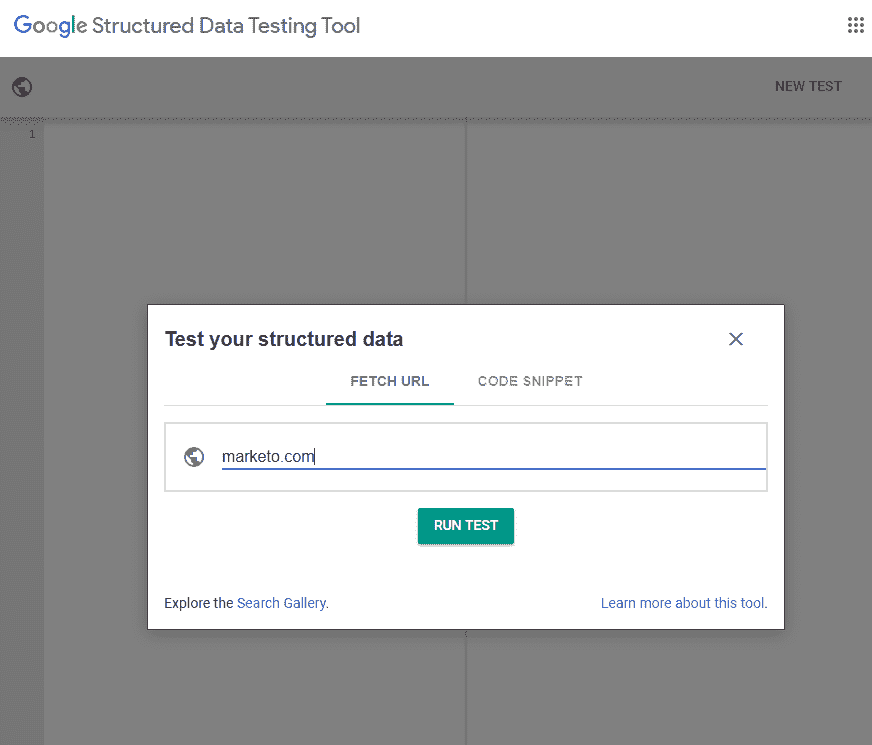 Google Structured Data Testing Tool
NEW TEST
1
Test your structured data
FETCH URL
CODE SNIPPET
marketo.com
RUN TEST
Explore the Search Gallery.
Learn more about this tool.